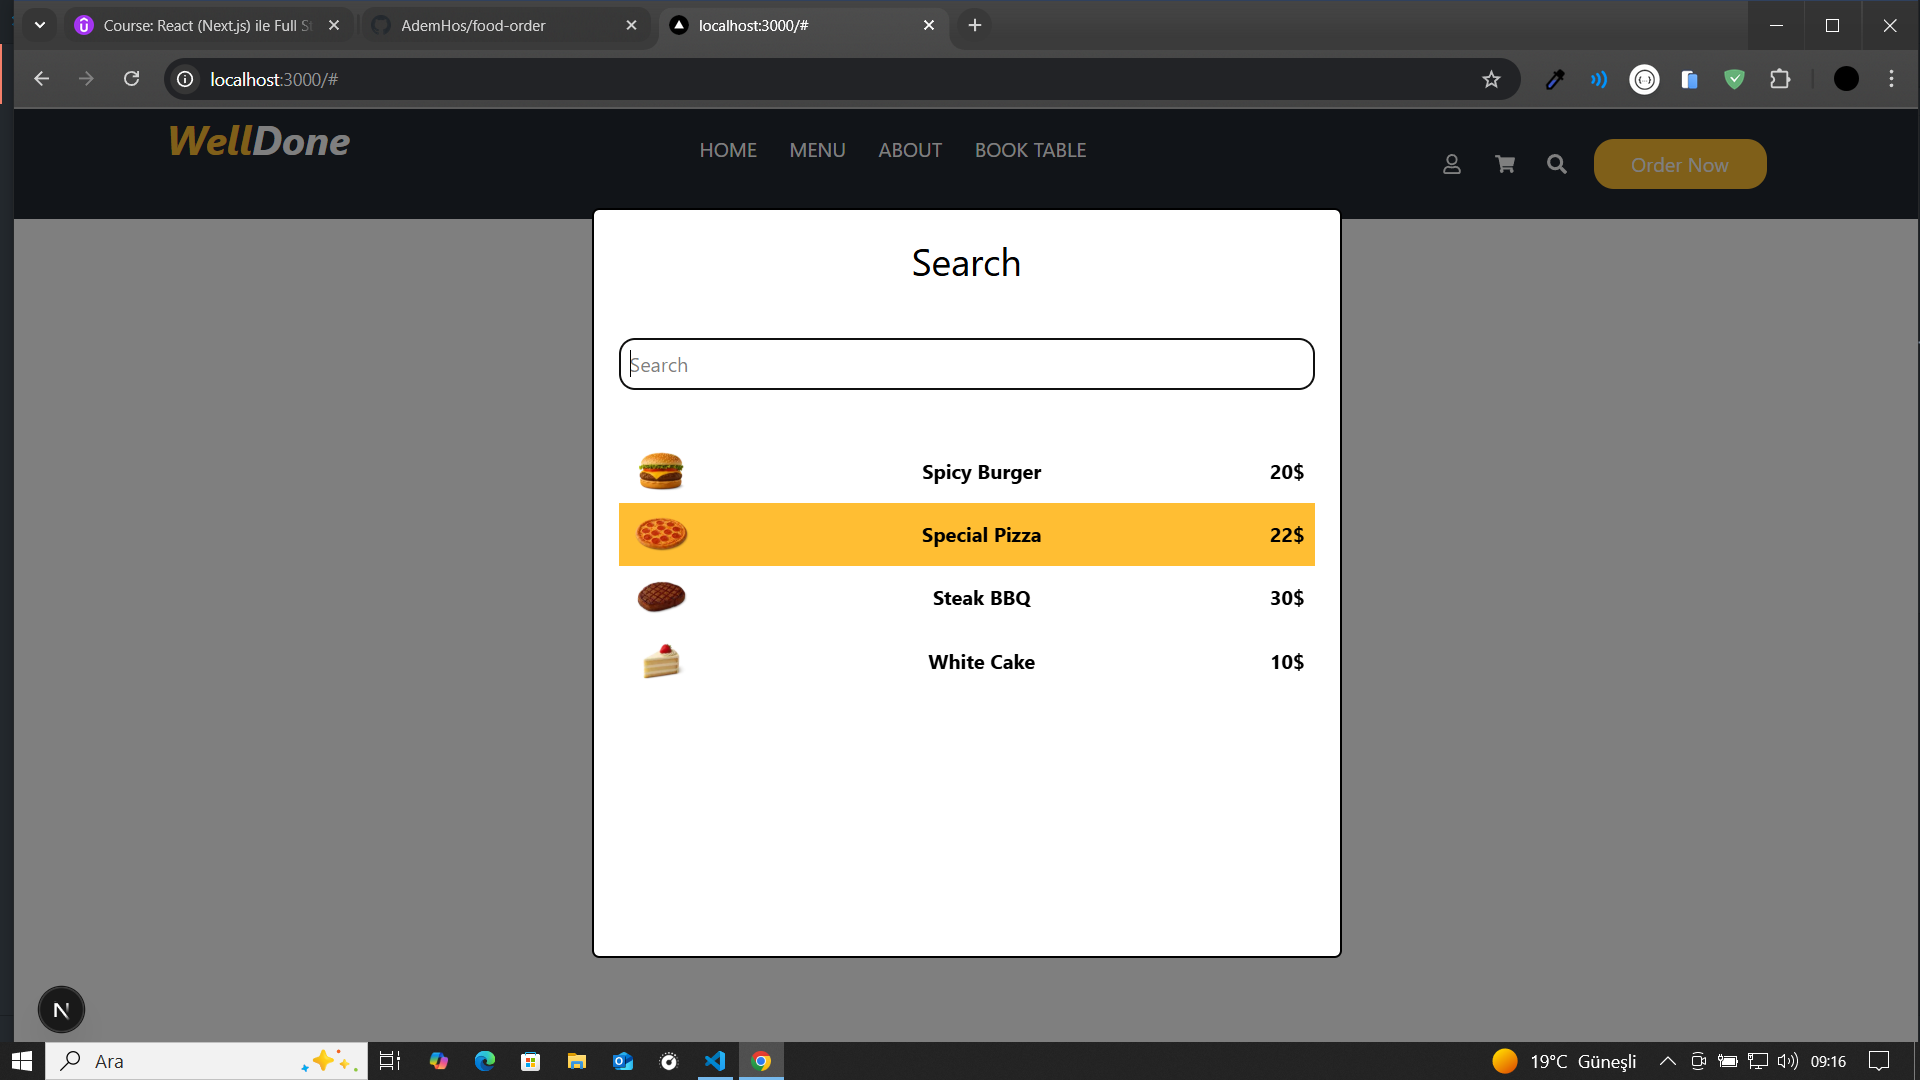 Course: React (Next.js) ile Full S
AdemHos/food-order
localhost:3000/#
localhost:3000/#
WellDone
HOME MENU ABOUT BOOK TABLE
Order Now
Search
Search
Spicy Burger 20$
Special Pizza 22$
Steak BBQ 30$
White Cake 10$
N
Ara
19°C Güneşli
09:16